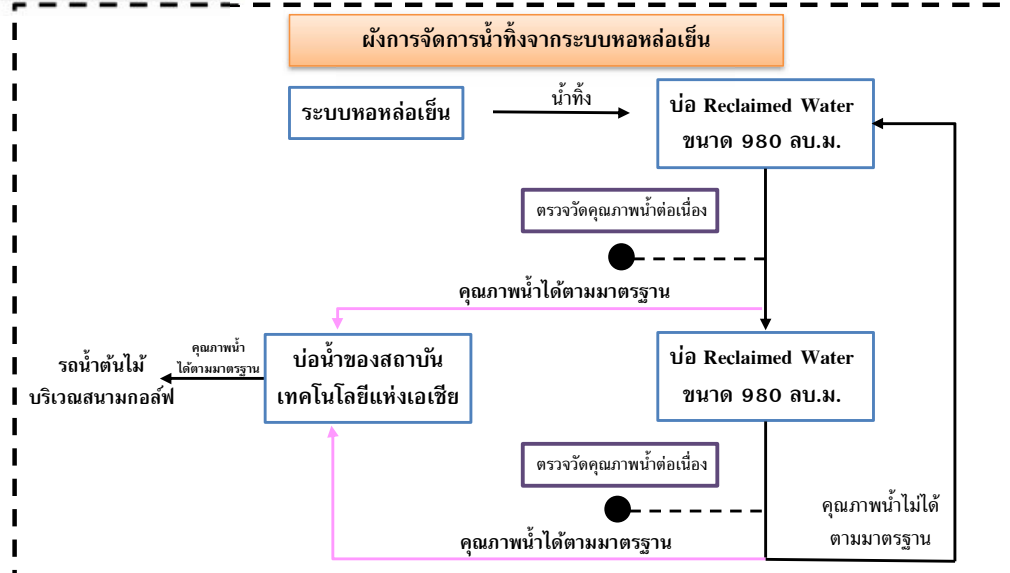 ผังการจัดการน้ำทิ้งจากระบบหอหล่อเย็น
ระบบหอหล่อเย็น
น้ำทิ้ง
บ่อ Reclaimed Water
ขนาด 980 ลบ.ม.
ตรวจวัดคุณภาพน้ำต่อเนื่อง
คุณภาพน้ำได้ตามมาตรฐาน
รถน้ำต้นไม้
บริเวณสนามกอล์ฟ
คุณภาพน้ำ
ได้ตามมาตรฐาน
บ่อน้ำของสถาบัน
เทคโนโลยีแห่งเอเชีย
บ่อ Reclaimed Water
ขนาด 980 ลบ.ม.
ตรวจวัดคุณภาพน้ำต่อเนื่อง
คุณภาพน้ำไม่ได้
ตามมาตรฐาน
คุณภาพน้ำได้ตามมาตรฐาน